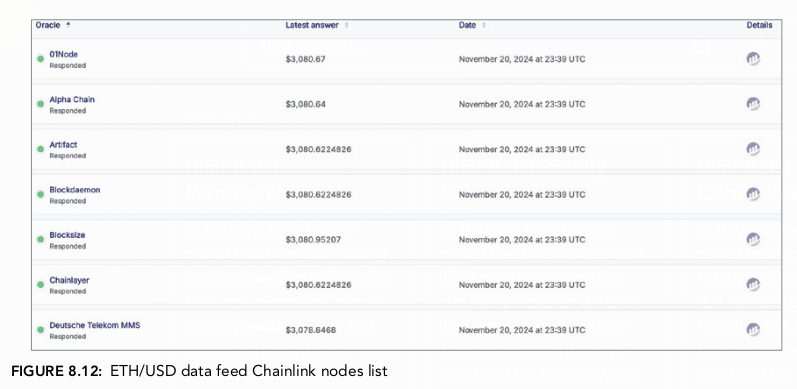 Oracle Latest answer Date Details
01Node $3,080.67 November 20, 2024 at 23:39 UTC
Responded
Alpha Chain $3,080.64 November 20, 2024 at 23:39 UTC
Responded
Artifact $3,080.6224826 November 20, 2024 at 23:39 UTC
Responded
Blockdaemon $3,080.6224826 November 20, 2024 at 23:39 UTC
Responded
Blocksize $3,080.95207 November 20, 2024 at 23:39 UTC
Responded
Chainlayer $3,080.6224826 November 20, 2024 at 23:39 UTC
Responded
Deutsche Telekom MMS $3,078.6468 November 20, 2024 at 23:39 UTC
Responded
FIGURE 8.12: ETH/USD data feed Chainlink nodes list